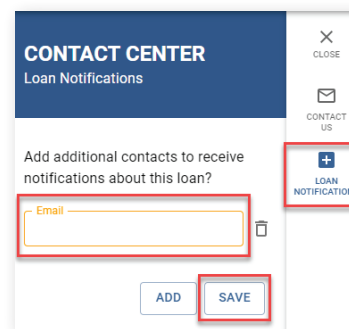 CONTACT CENTER
Loan Notifications
Add additional contacts to receive
notifications about this loan?
Email
ADD
SAVE
CLOSE
CONTACT
US
LOAN
NOTIFICATION